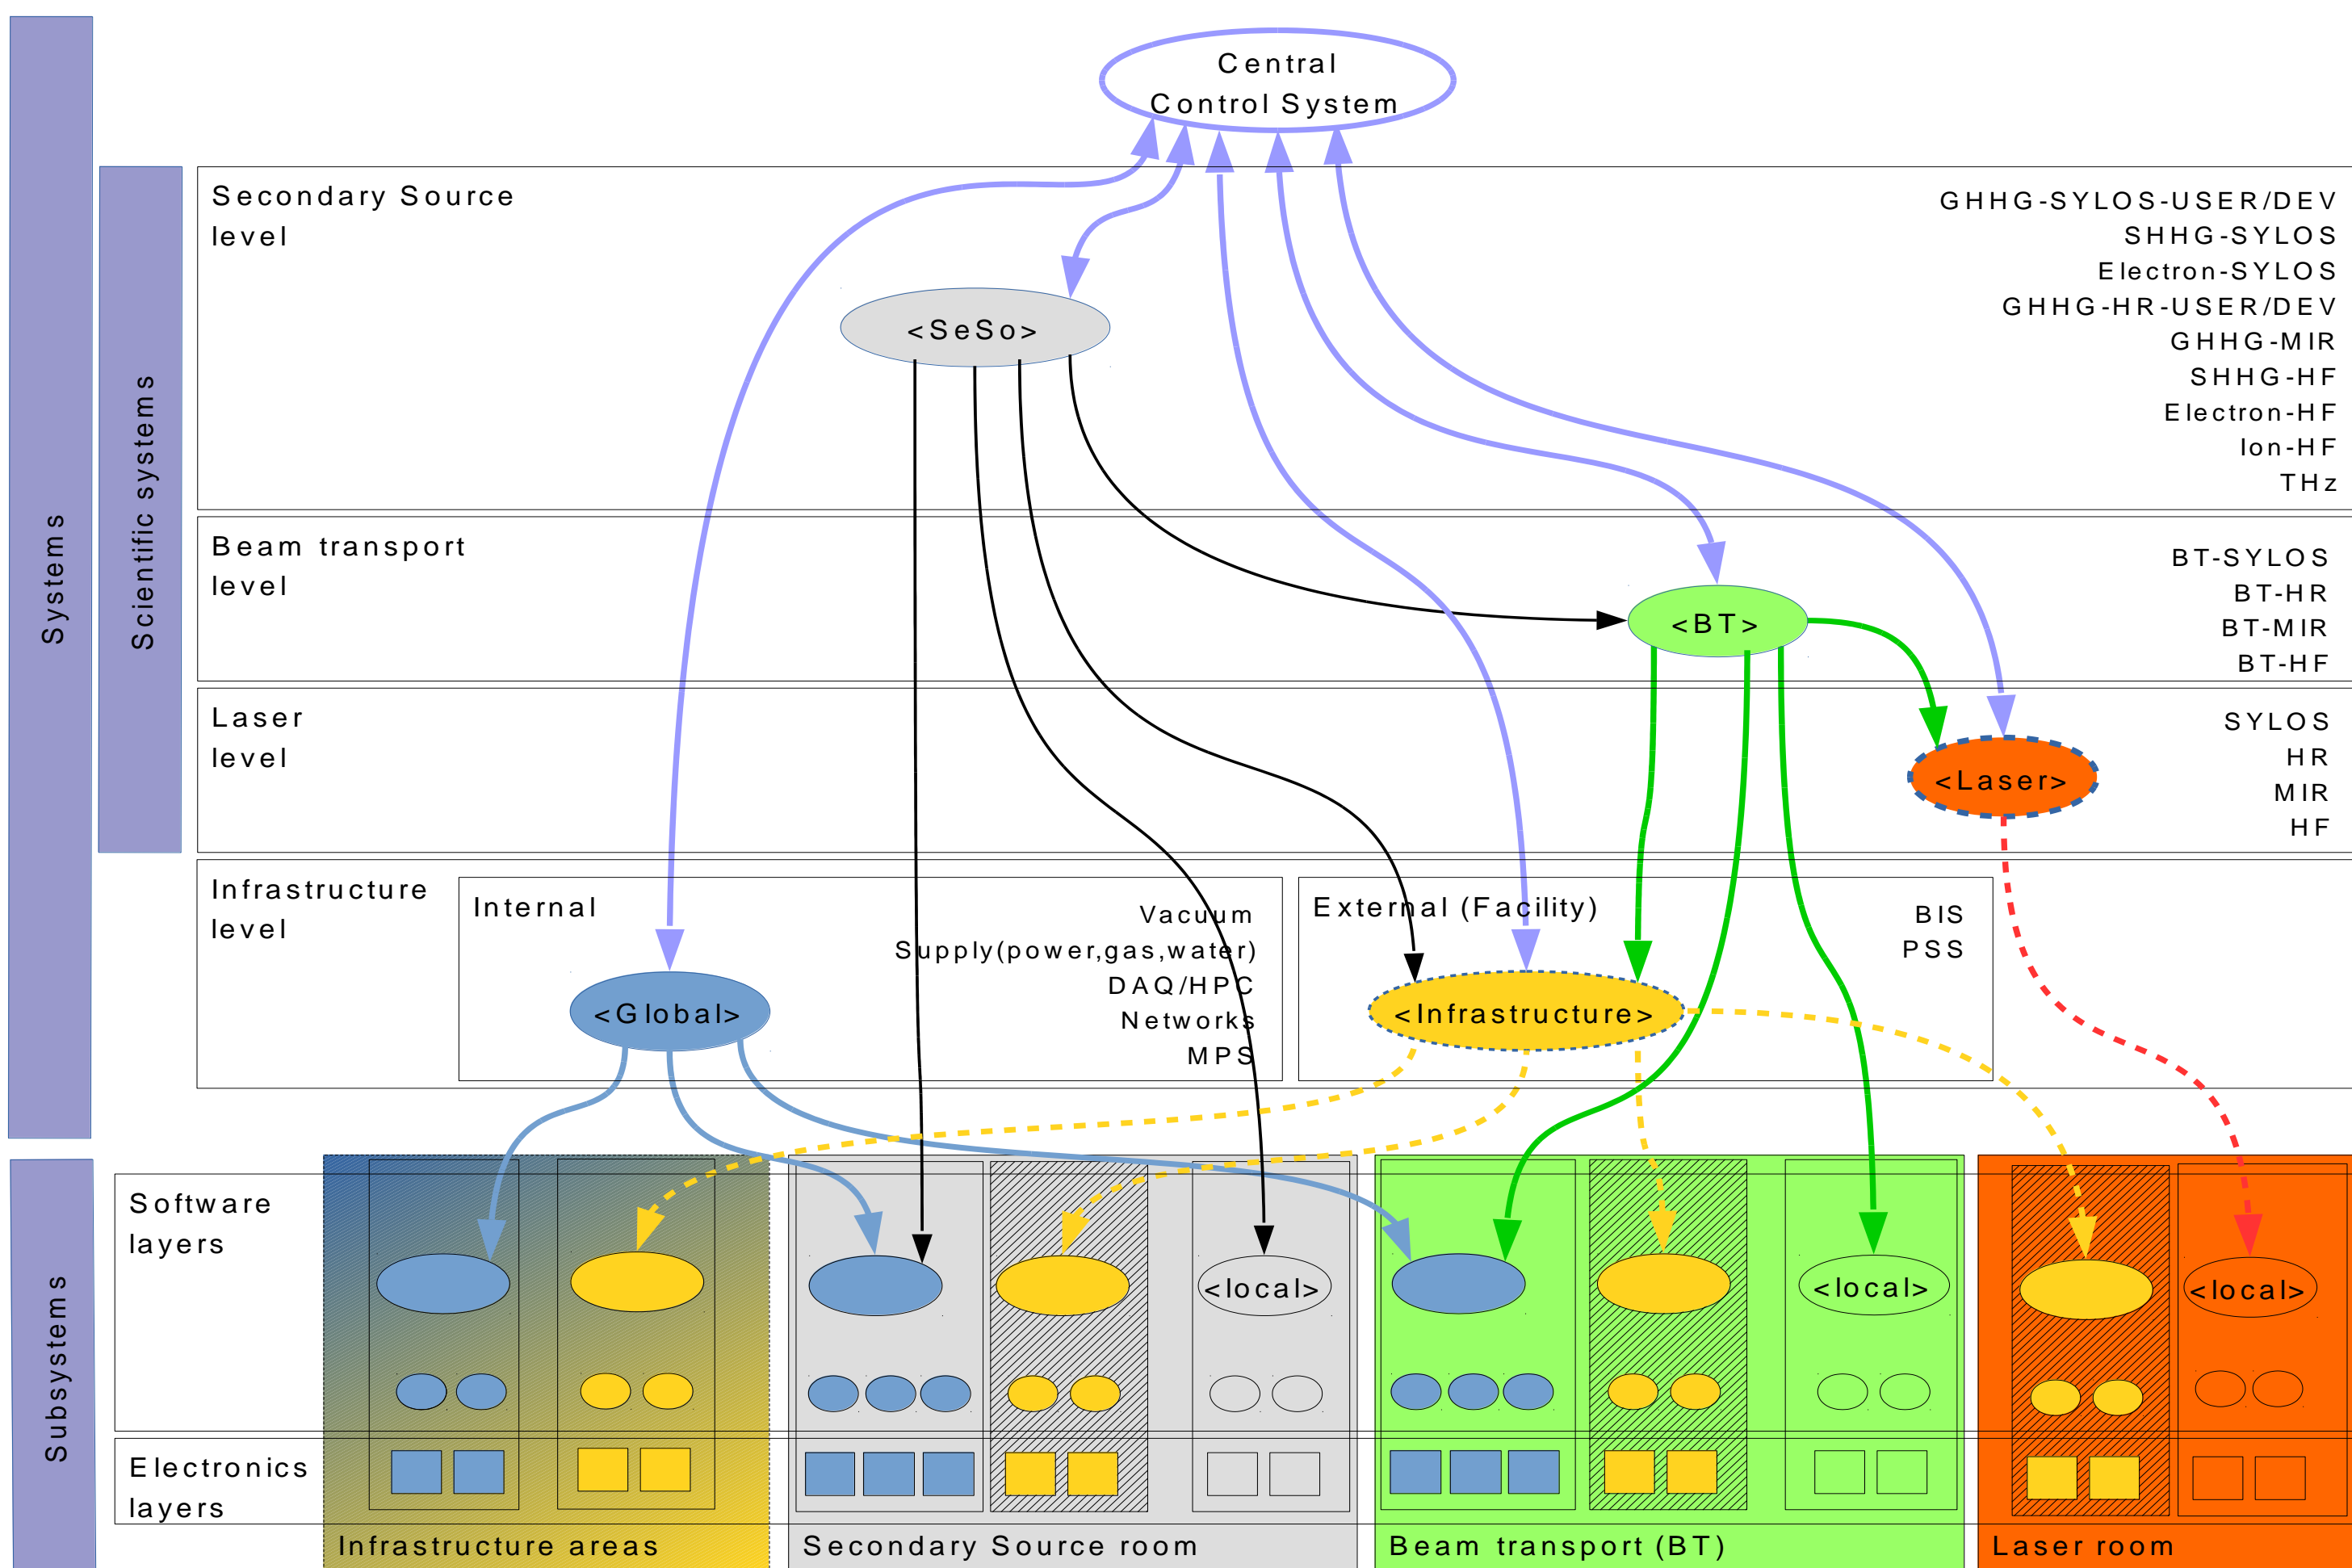 Central
Control System
Systems
Scientific systems
Secondary Source
level
GHHG-SYLOS-USER/DEV
SHHG-SYLOS
Electron-SYLOS
GHHG-HR-USER/DEV
GHHG-MIR
SHHG-HF
Electron-HF
Ion-HF
THz
<SeSo>
Beam transport
level
BT-SYLOS
BT-HR
BT-MIR
BT-HF
<BT>
Laser
level
SYLOS
HR
MIR
HF
<Laser>
Infrastructure
level
Internal
Vacuum
Supply(power,gas,water)
DAQ/HPC
Networks
MPS
<Global>
External (Facility)
BIS
PSS
<Infrastructure>
Subsystems
Software
layers
<local>
<local>
<local>
Electronics
layers
Infrastructure areas
Secondary Source room
Beam transport (BT)
Laser room